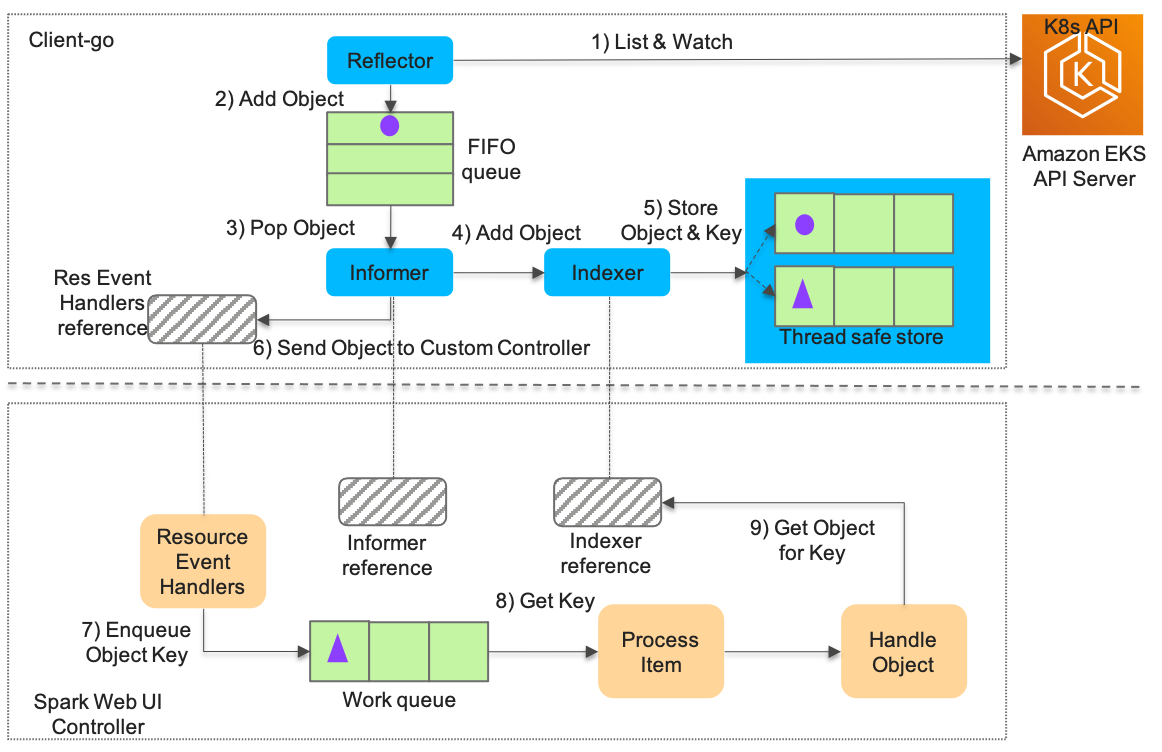 Client-go
Reflector
1) List & Watch
K8s API
K
Amazon EKS
API Server
2) Add Object
FIFO
queue
3) Pop Object
4) Add Object
5) Store
Object & Key
Informer
Indexer
Thread safe store
Res Event
Handlers
reference
6) Send Object to Custom Controller
Resource
Event
Handlers
Informer
reference
Indexer
reference
9) Get Object
for Key
7) Enqueue
Object Key
8) Get Key
Process
Item
Handle
Object
Work queue
Spark Web UI
Controller